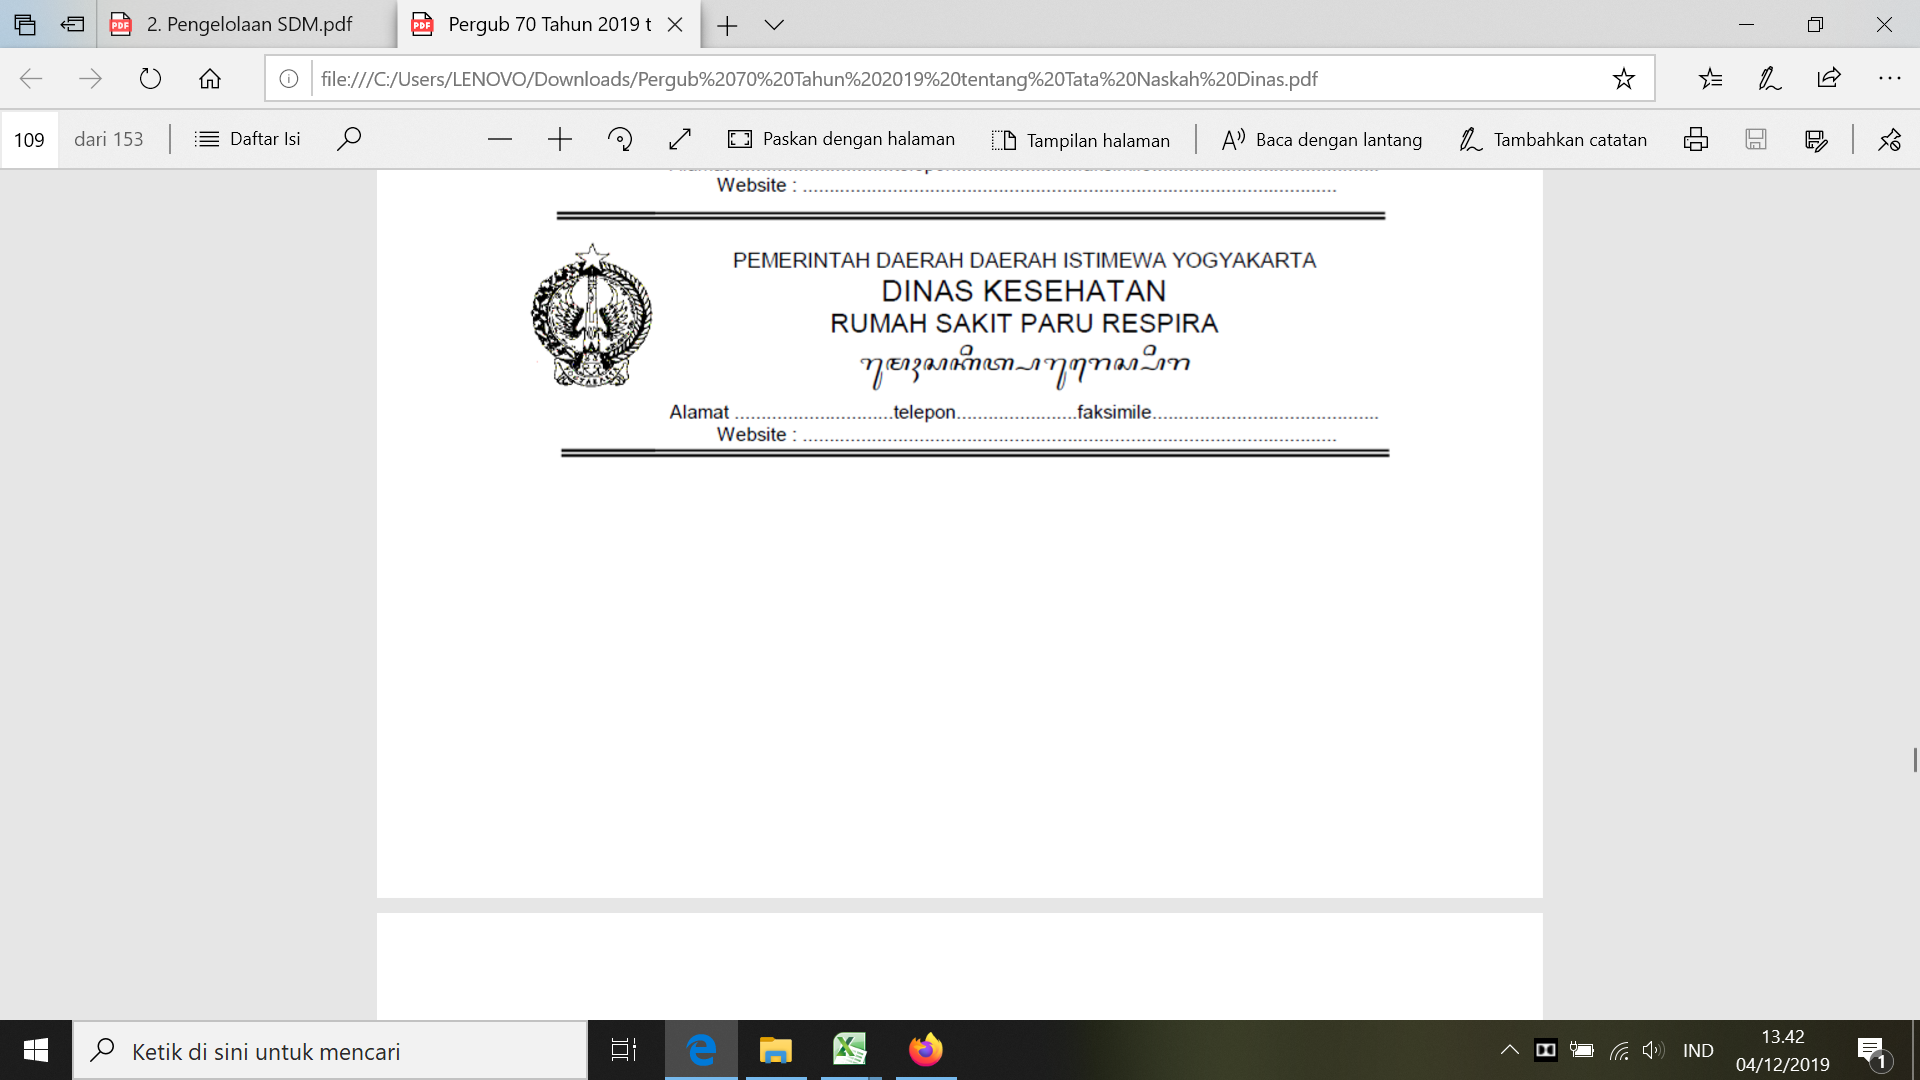 2. Pengelolaan SDM.pdf
Pergub 70 Tahun 2019 t
file:///C:/Users/LENOVO/Downloads/Pergub%2070%20Tahun%202019%20tentang%20Tata%20Naskah%20Dinas.pdf
109 dari 153
Daftar Isi
Paskan dengan halaman
Tampilan halaman
Baca dengan lantang
Tambahkan catatan
Website : ....................................................................................................
PEMERINTAH DAERAH DAERAH ISTIMEWA YOGYAKARTA
DINAS KESEHATAN
RUMAH SAKIT PARU RESPIRA
Alamat ..............................telepon.......................faksimile...........................................
Website : ....................................................................................................
Ketik di sini untuk mencari
IND
13.42
04/12/2019
1